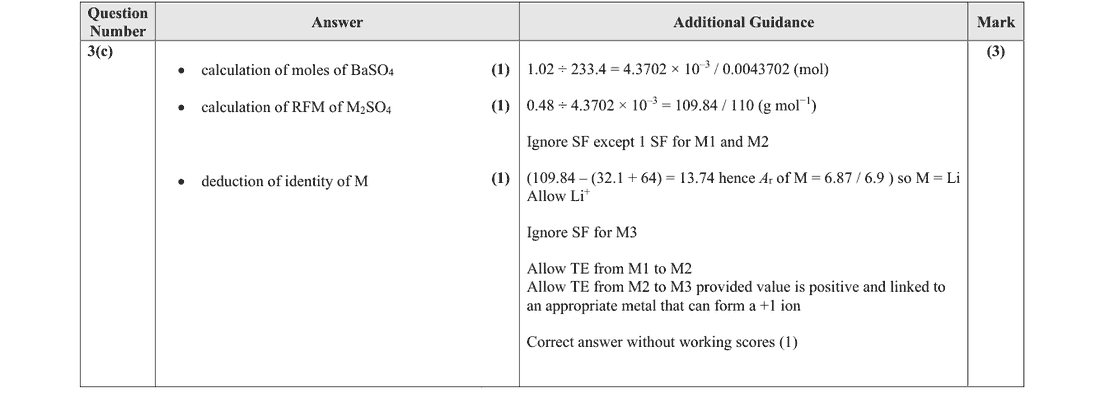 Question Number Answer Additional Guidance Mark
3(c) (3)
• calculation of moles of BaSO₄ (1) 1.02 ÷ 233.4 = 4.3702 × 10⁻³ / 0.0043702 (mol)
• calculation of RFM of M₂SO₄ (1) 0.48 ÷ 4.3702 × 10⁻³ = 109.84 / 110 (g mol⁻¹)
Ignore SF except 1 SF for M1 and M2
• deduction of identity of M (1) (109.84 – (32.1 + 64) = 13.74 hence Aᵣ of M = 6.87 / 6.9 ) so M = Li
Allow Li⁺
Ignore SF for M3
Allow TE from M1 to M2
Allow TE from M2 to M3 provided value is positive and linked to
an appropriate metal that can form a +1 ion
Correct answer without working scores (1)